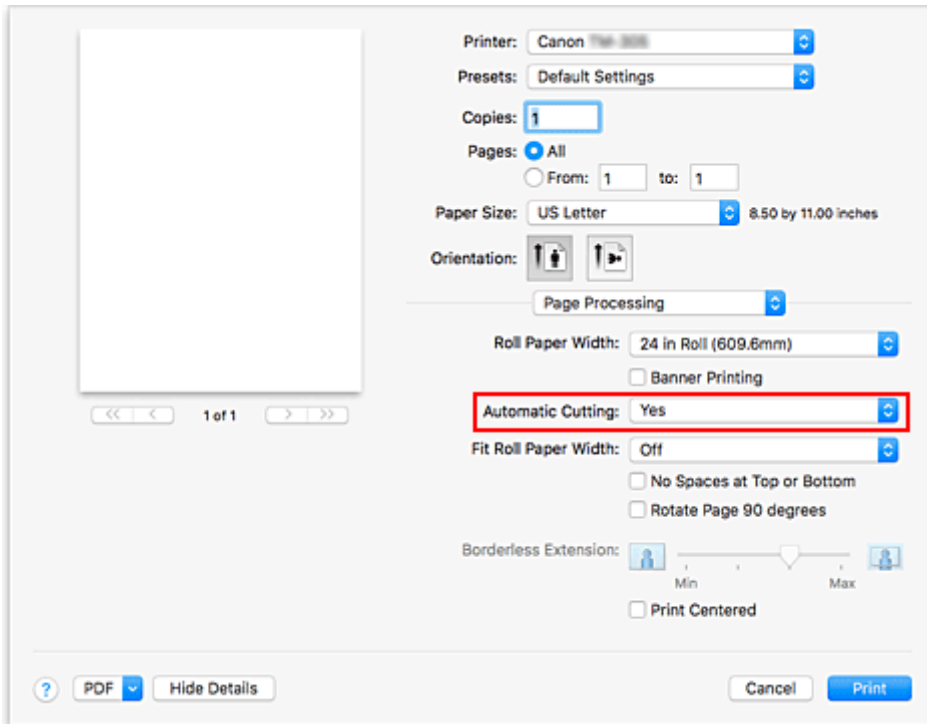 Printer: Canon
Presets: Default Settings
Copies: 1
Pages: All
From: 1 to: 1
Paper Size: US Letter 8.50 by 11.00 inches
Orientation:
Page Processing
Roll Paper Width: 24 in Roll (609.6mm)
Banner Printing
1 of 1
Automatic Cutting: Yes
Fit Roll Paper Width: Off
No Spaces at Top or Bottom
Rotate Page 90 degrees
Borderless Extension:
Min Max
Print Centered
? PDF Hide Details Cancel Print